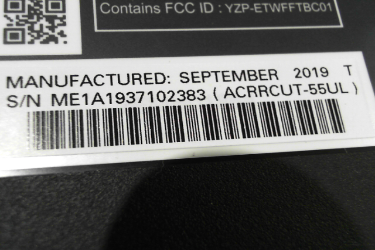 Contains FCC ID : YZP-ETWFFTBC01
MANUFACTURED: SEPTEMBER 2019 T
S/N ME1A1937102383 ( ACRRCUT-55UL )